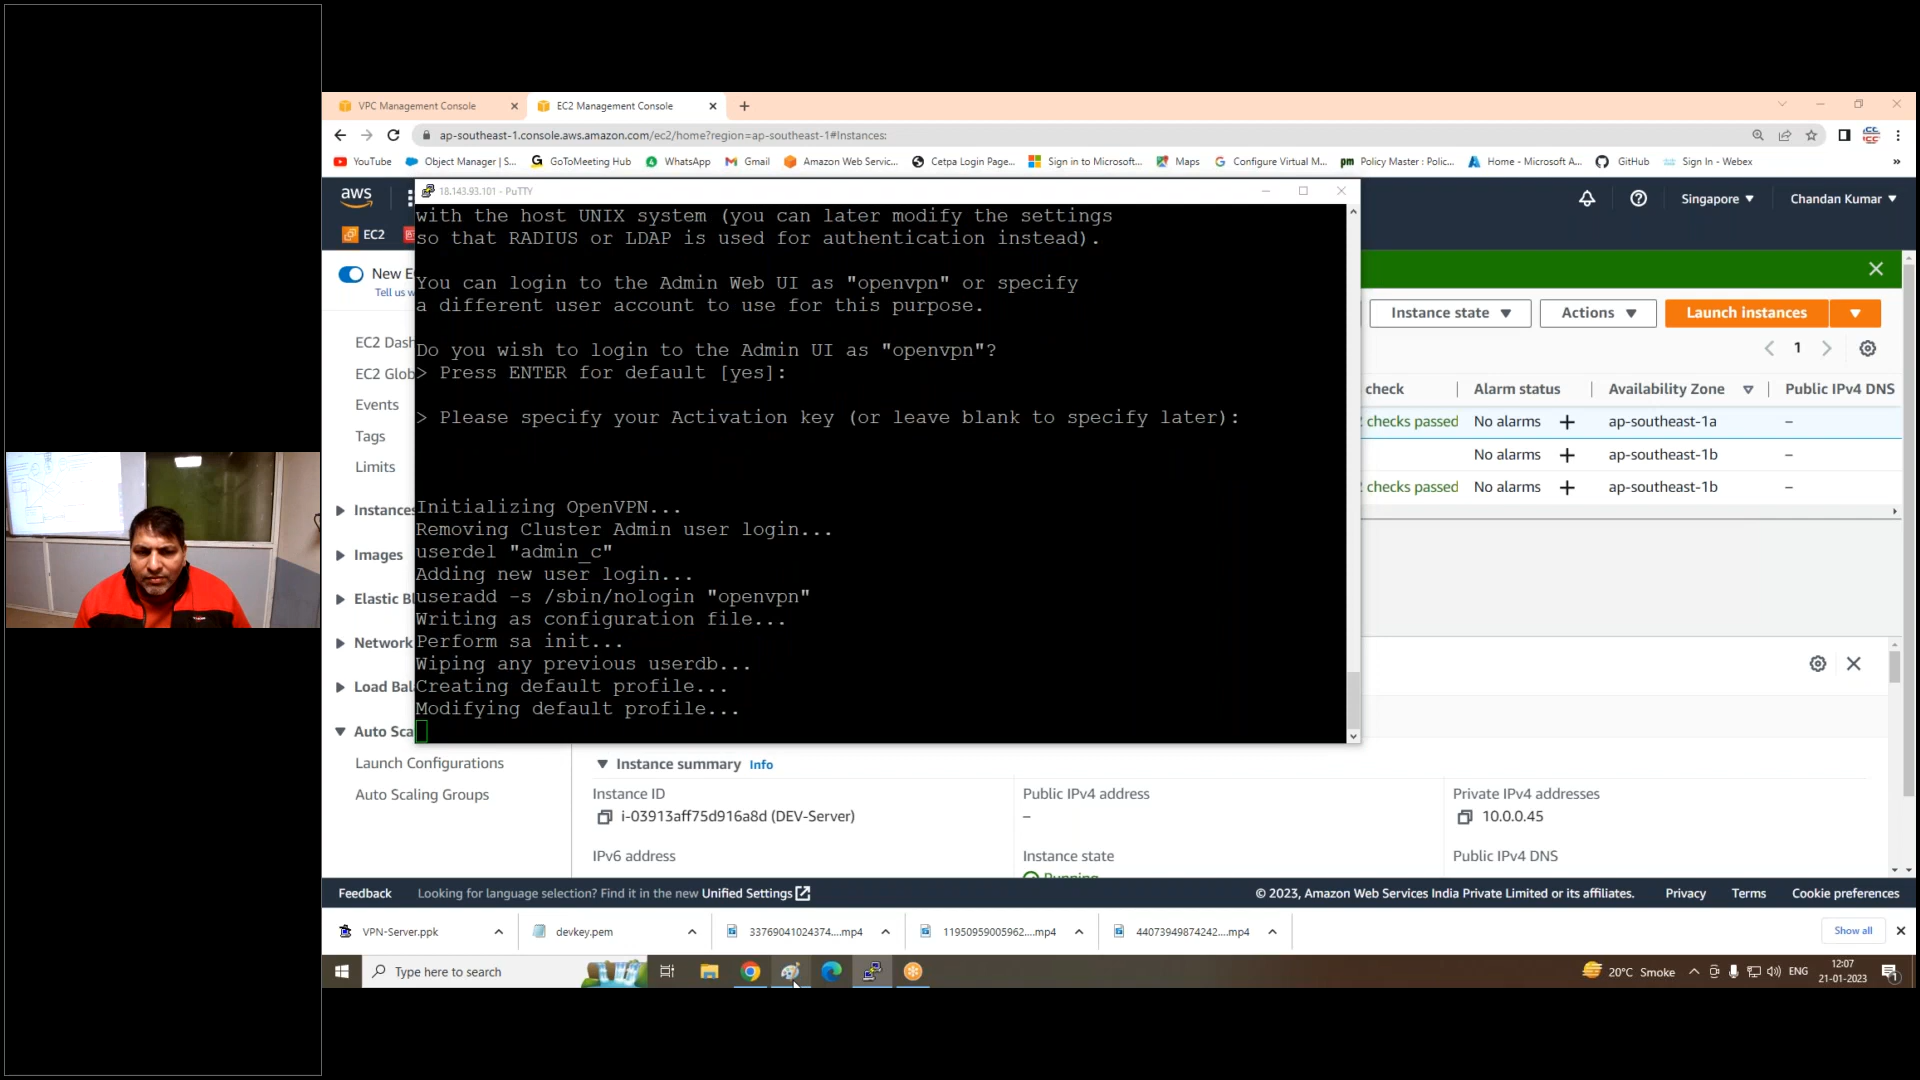 VPC Management Console
EC2 Management Console
ap-southeast-1.console.aws.amazon.com/ec2/home?region=ap-southeast-1#Instances:
YouTube
Object Manager | S...
GoToMeeting Hub
WhatsApp
Gmail
Amazon Web Servic...
Cetpa Login Page...
Sign in to Microsoft...
Maps
Configure Virtual M...
Policy Master : Polic...
Home - Microsoft A...
GitHub
Sign In - Webex
aws
Singapore
Chandan Kumar
EC2
18.143.93.101 - PuTTY
with the host UNIX system (you can later modify the settings
so that RADIUS or LDAP is used for authentication instead).
You can login to the Admin Web UI as "openvpn" or specify
a different user account to use for this purpose.
Do you wish to login to the Admin UI as "openvpn"?
> Press ENTER for default [yes]:
> Please specify your Activation key (or leave blank to specify later):
Initializing OpenVPN...
Removing Cluster Admin user login...
userdel "admin_c"
Adding new user login...
useradd -s /sbin/nologin "openvpn"
Writing as configuration file...
Perform sa init...
Wiping any previous userdb...
Creating default profile...
Modifying default profile...
New E
Tell us w
EC2 Dash
EC2 Glob
Events
Tags
Limits
Instances
Images
Elastic Bl
Network
Load Bal
Auto Sca
Launch Configurations
Auto Scaling Groups
Instance state
Actions
Launch instances
1
check
Alarm status
Availability Zone
Public IPv4 DNS
checks passed
No alarms
ap-southeast-1a
–
No alarms
ap-southeast-1b
–
checks passed
No alarms
ap-southeast-1b
–
Instance summary Info
Instance ID
Public IPv4 address
Private IPv4 addresses
i-03913aff75d916a8d (DEV-Server)
–
10.0.0.45
IPv6 address
Instance state
Public IPv4 DNS
Running
Feedback
Looking for language selection? Find it in the new Unified Settings
© 2023, Amazon Web Services India Private Limited or its affiliates.
Privacy
Terms
Cookie preferences
VPN-Server.ppk
devkey.pem
33769041024374....mp4
11950959005962....mp4
44073949874242....mp4
Show all
Type here to search
20°C Smoke
ENG
12:07
21-01-2023